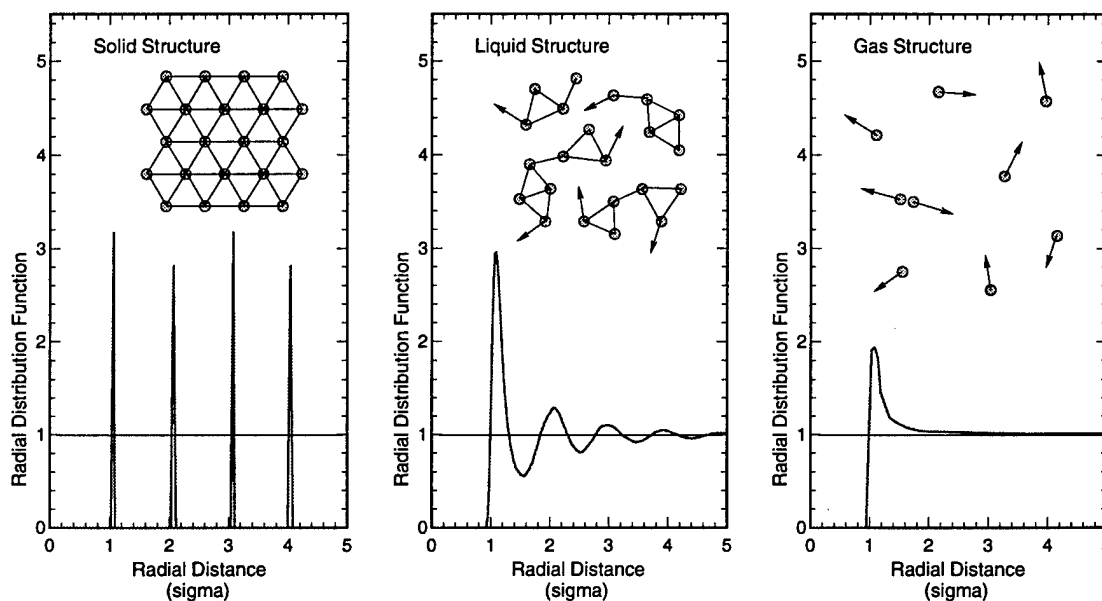 Solid Structure
Radial Distribution Function
5
4
3
2
1
0
0 1 2 3 4 5
Radial Distance
(sigma)
Liquid Structure
Radial Distribution Function
5
4
3
2
1
0
0 1 2 3 4 5
Radial Distance
(sigma)
Gas Structure
Radial Distribution Function
5
4
3
2
1
0
0 1 2 3 4
Radial Distance
(sigma)